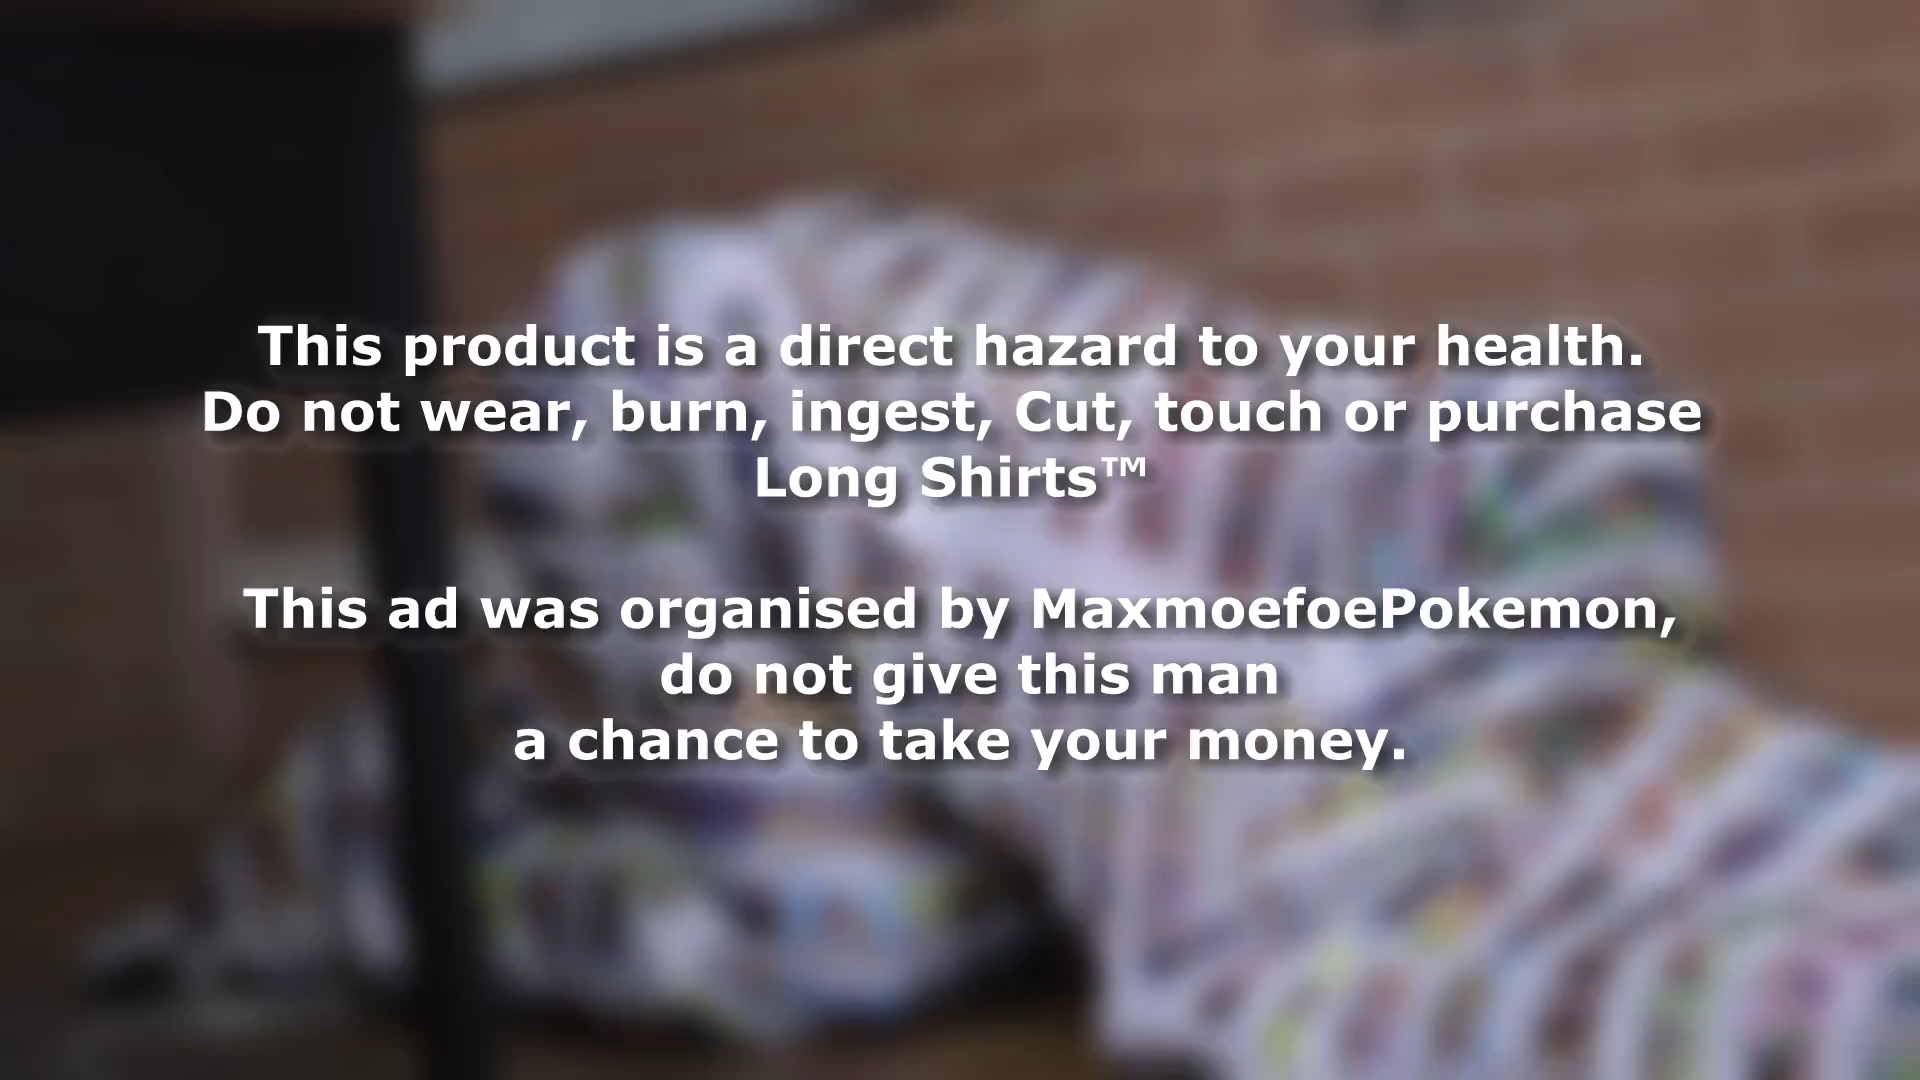 This product is a direct hazard to your health.
Do not wear, burn, ingest, Cut, touch or purchase
Long Shirts™
This ad was organised by MaxmoefoePokemon,
do not give this man
a chance to take your money.